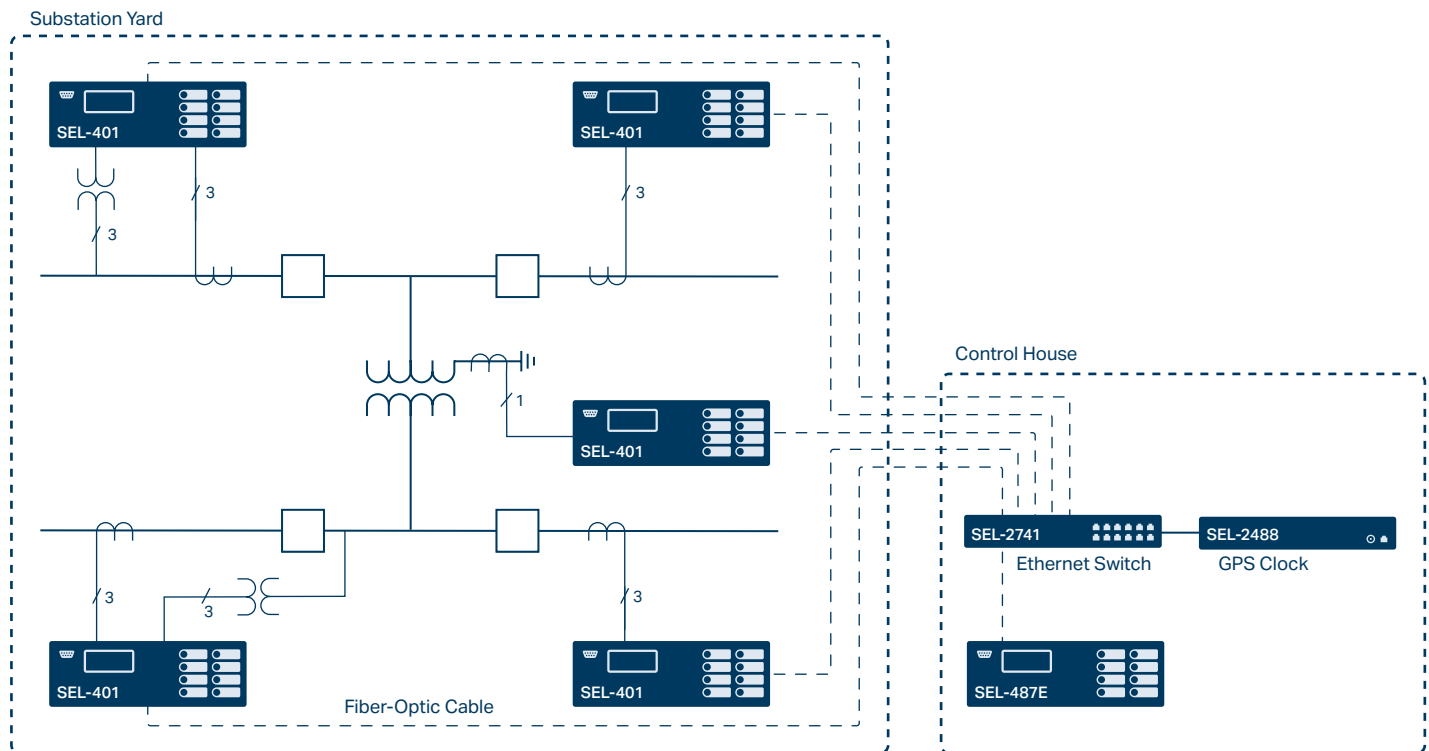 Substation Yard
SEL-401
SEL-401
3
3
3
Control House
1
SEL-401
SEL-2741
SEL-2488
Ethernet Switch
GPS Clock
3
3
3
SEL-401
SEL-401
SEL-487E
Fiber-Optic Cable